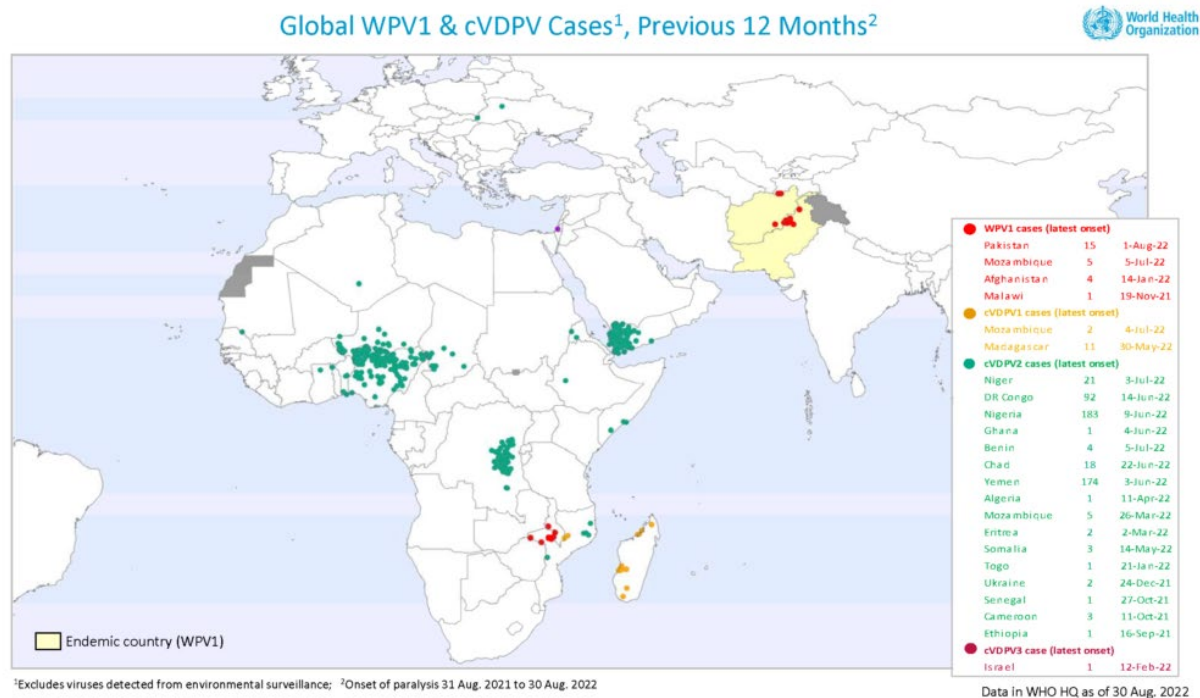 Global WPV1 & cVDPV Cases¹, Previous 12 Months²
World Health
Organization
WPV1 cases (latest onset)
Pakistan 15 1-Aug-22
Mozambique 5 5-Jul-22
Afghanistan 4 14-Jan-22
Malawi 1 19-Nov-21
cVDPV1 cases (latest onset)
Mozambique 2 4-Jul-22
Madagascar 11 30-May-22
cVDPV2 cases (latest onset)
Niger 21 3-Jul-22
DR Congo 92 14-Jun-22
Nigeria 183 9-Jun-22
Ghana 1 4-Jun-22
Benin 4 5-Jul-22
Chad 18 22-Jun-22
Yemen 174 3-Jun-22
Algeria 1 11-Apr-22
Mozambique 5 26-Mar-22
Eritrea 2 2-Mar-22
Somalia 3 14-May-22
Togo 1 21-Jan-22
Ukraine 2 24-Dec-21
Senegal 1 27-Oct-21
Cameroon 3 11-Oct-21
Ethiopia 1 16-Sep-21
cVDPV3 case (latest onset)
Israel 1 12-Feb-22
Endemic country (WPV1)
¹Excludes viruses detected from environmental surveillance; ²Onset of paralysis 31 Aug. 2021 to 30 Aug. 2022
Data in WHO HQ as of 30 Aug. 2022